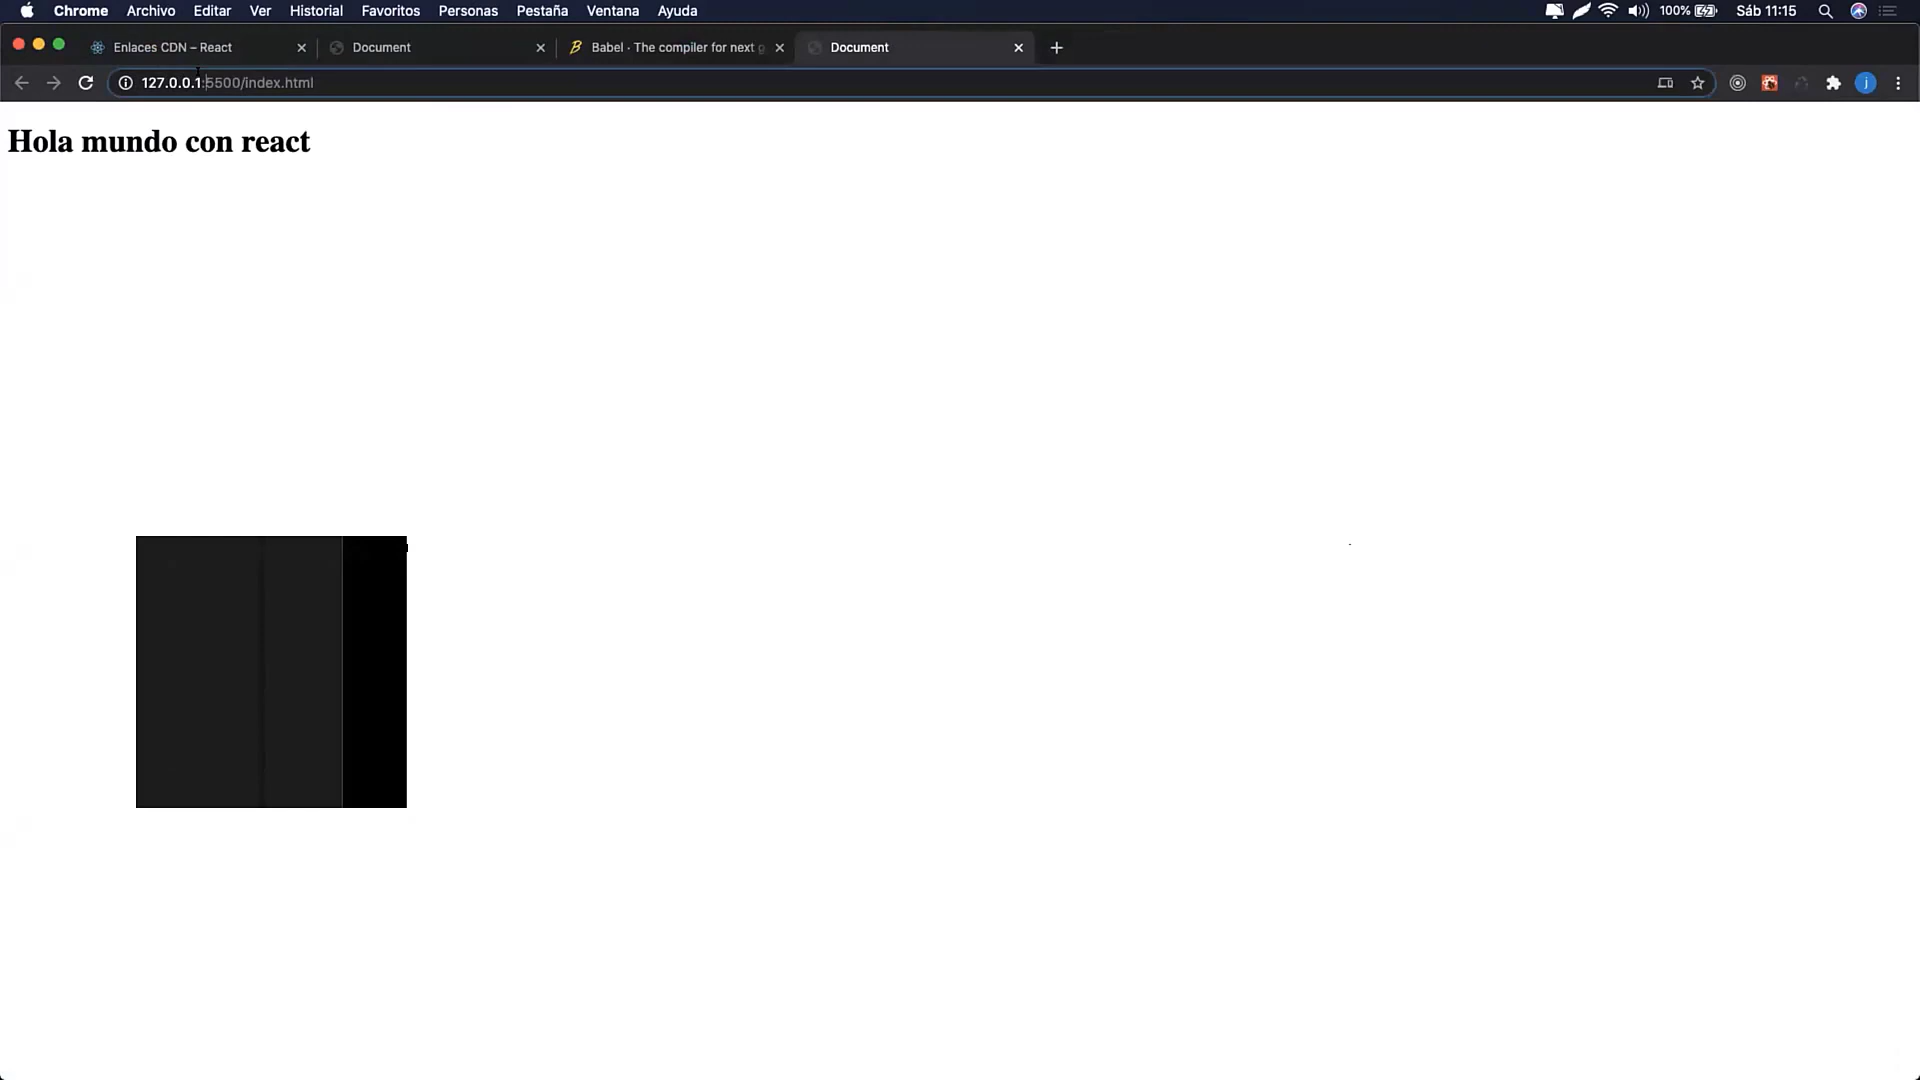 Chrome Archivo Editar Ver Historial Favoritos Personas Pestaña Ventana Ayuda 100% Sáb 11:15
Enlaces CDN – React Document Babel · The compiler for next g Document
127.0.0.1:5500/index.html j
Hola mundo con react